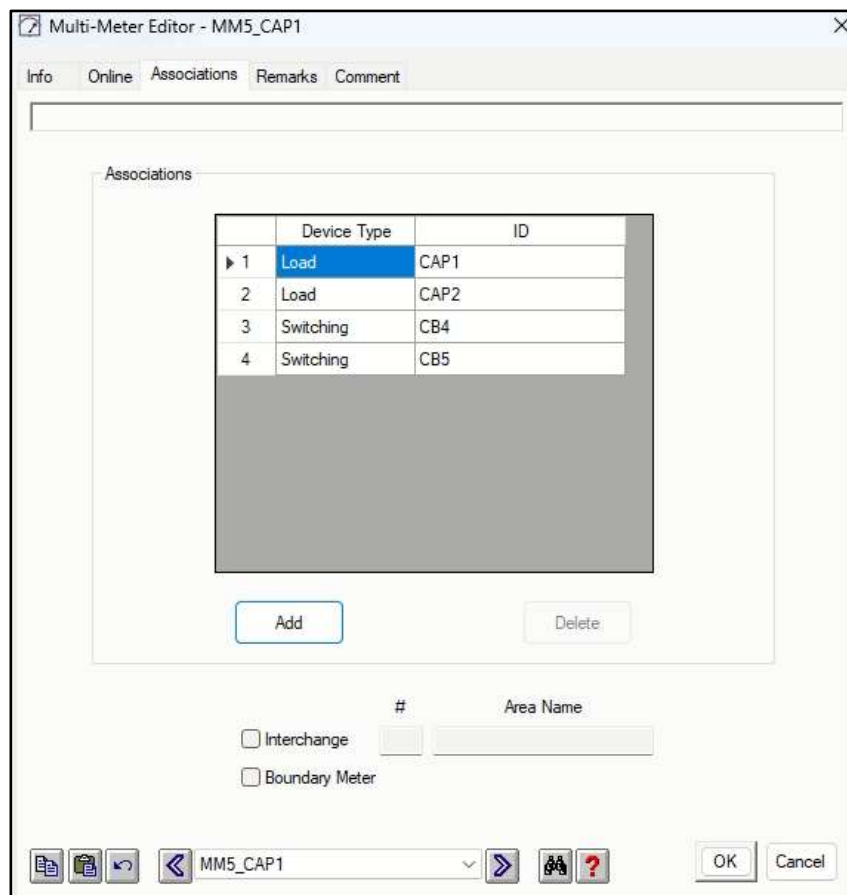 Multi-Meter Editor - MM5_CAP1
Info Online Associations Remarks Comment
Associations
Device Type ID
1 Load CAP1
2 Load CAP2
3 Switching CB4
4 Switching CB5
Add Delete
# Area Name
Interchange
Boundary Meter
MM5_CAP1 ? OK Cancel